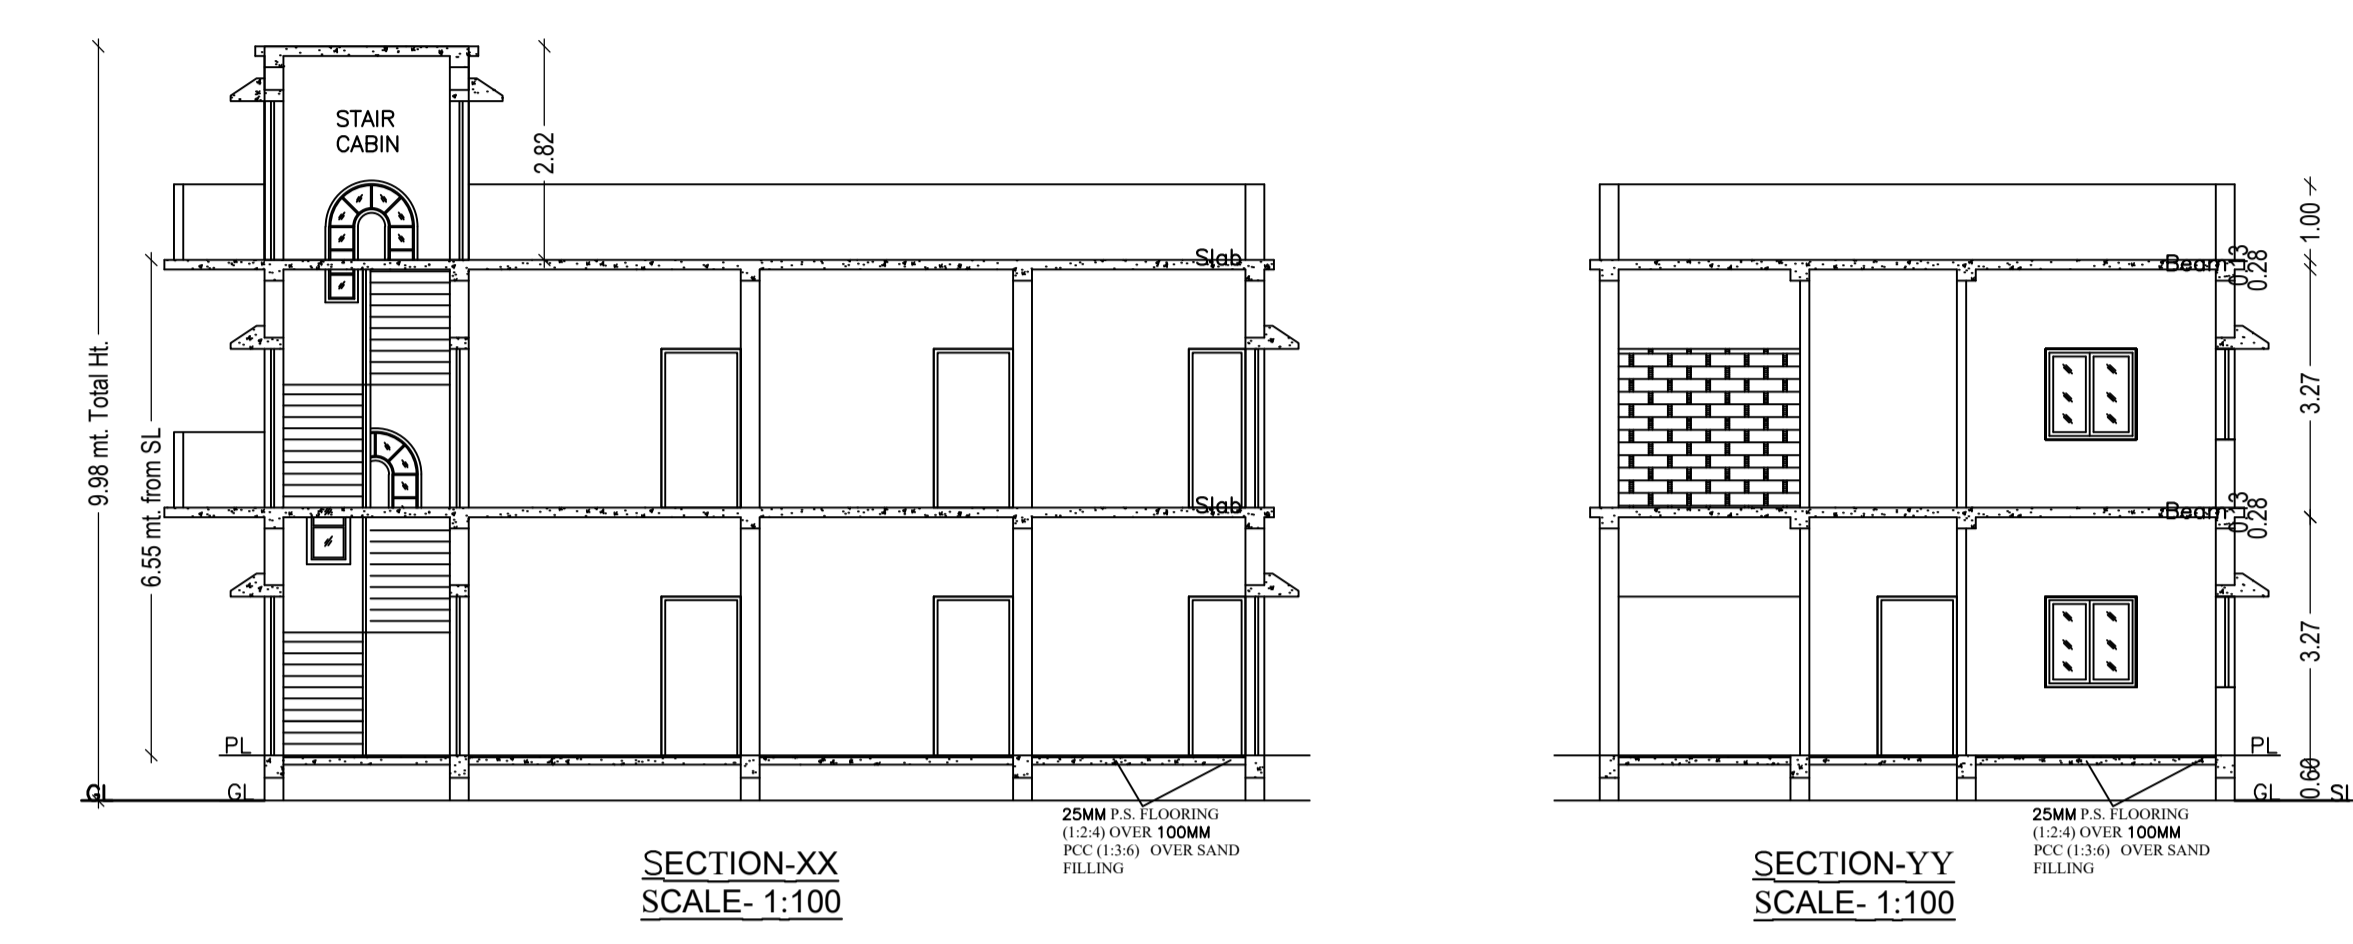 STAIR
CABIN
2.82
9.98 mt. Total Ht.
6.55 mt. from SL
Slab
Slab
PL
GL
GL
25MM P.S. FLOORING
(1:2:4) OVER 100MM
PCC (1:3:6) OVER SAND
FILLING
SECTION-XX
SCALE- 1:100
1.00
Beam
0.13
0.28
3.27
Beam
0.13
0.28
3.27
PL
0.60
GL
SL
25MM P.S. FLOORING
(1:2:4) OVER 100MM
PCC (1:3:6) OVER SAND
FILLING
SECTION-YY
SCALE- 1:100